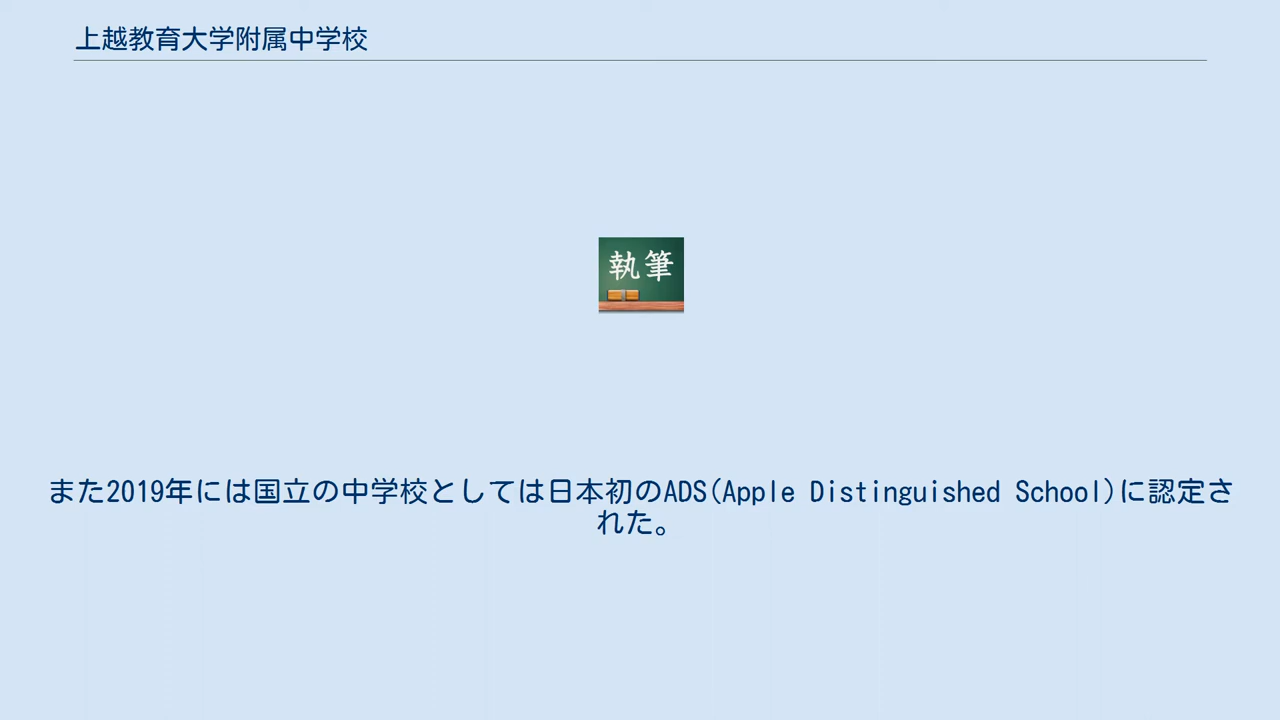 上越教育大学附属中学校
執筆
また2019年には国立の中学校としては日本初のADS(Apple Distinguished School)に認定さ
れた。